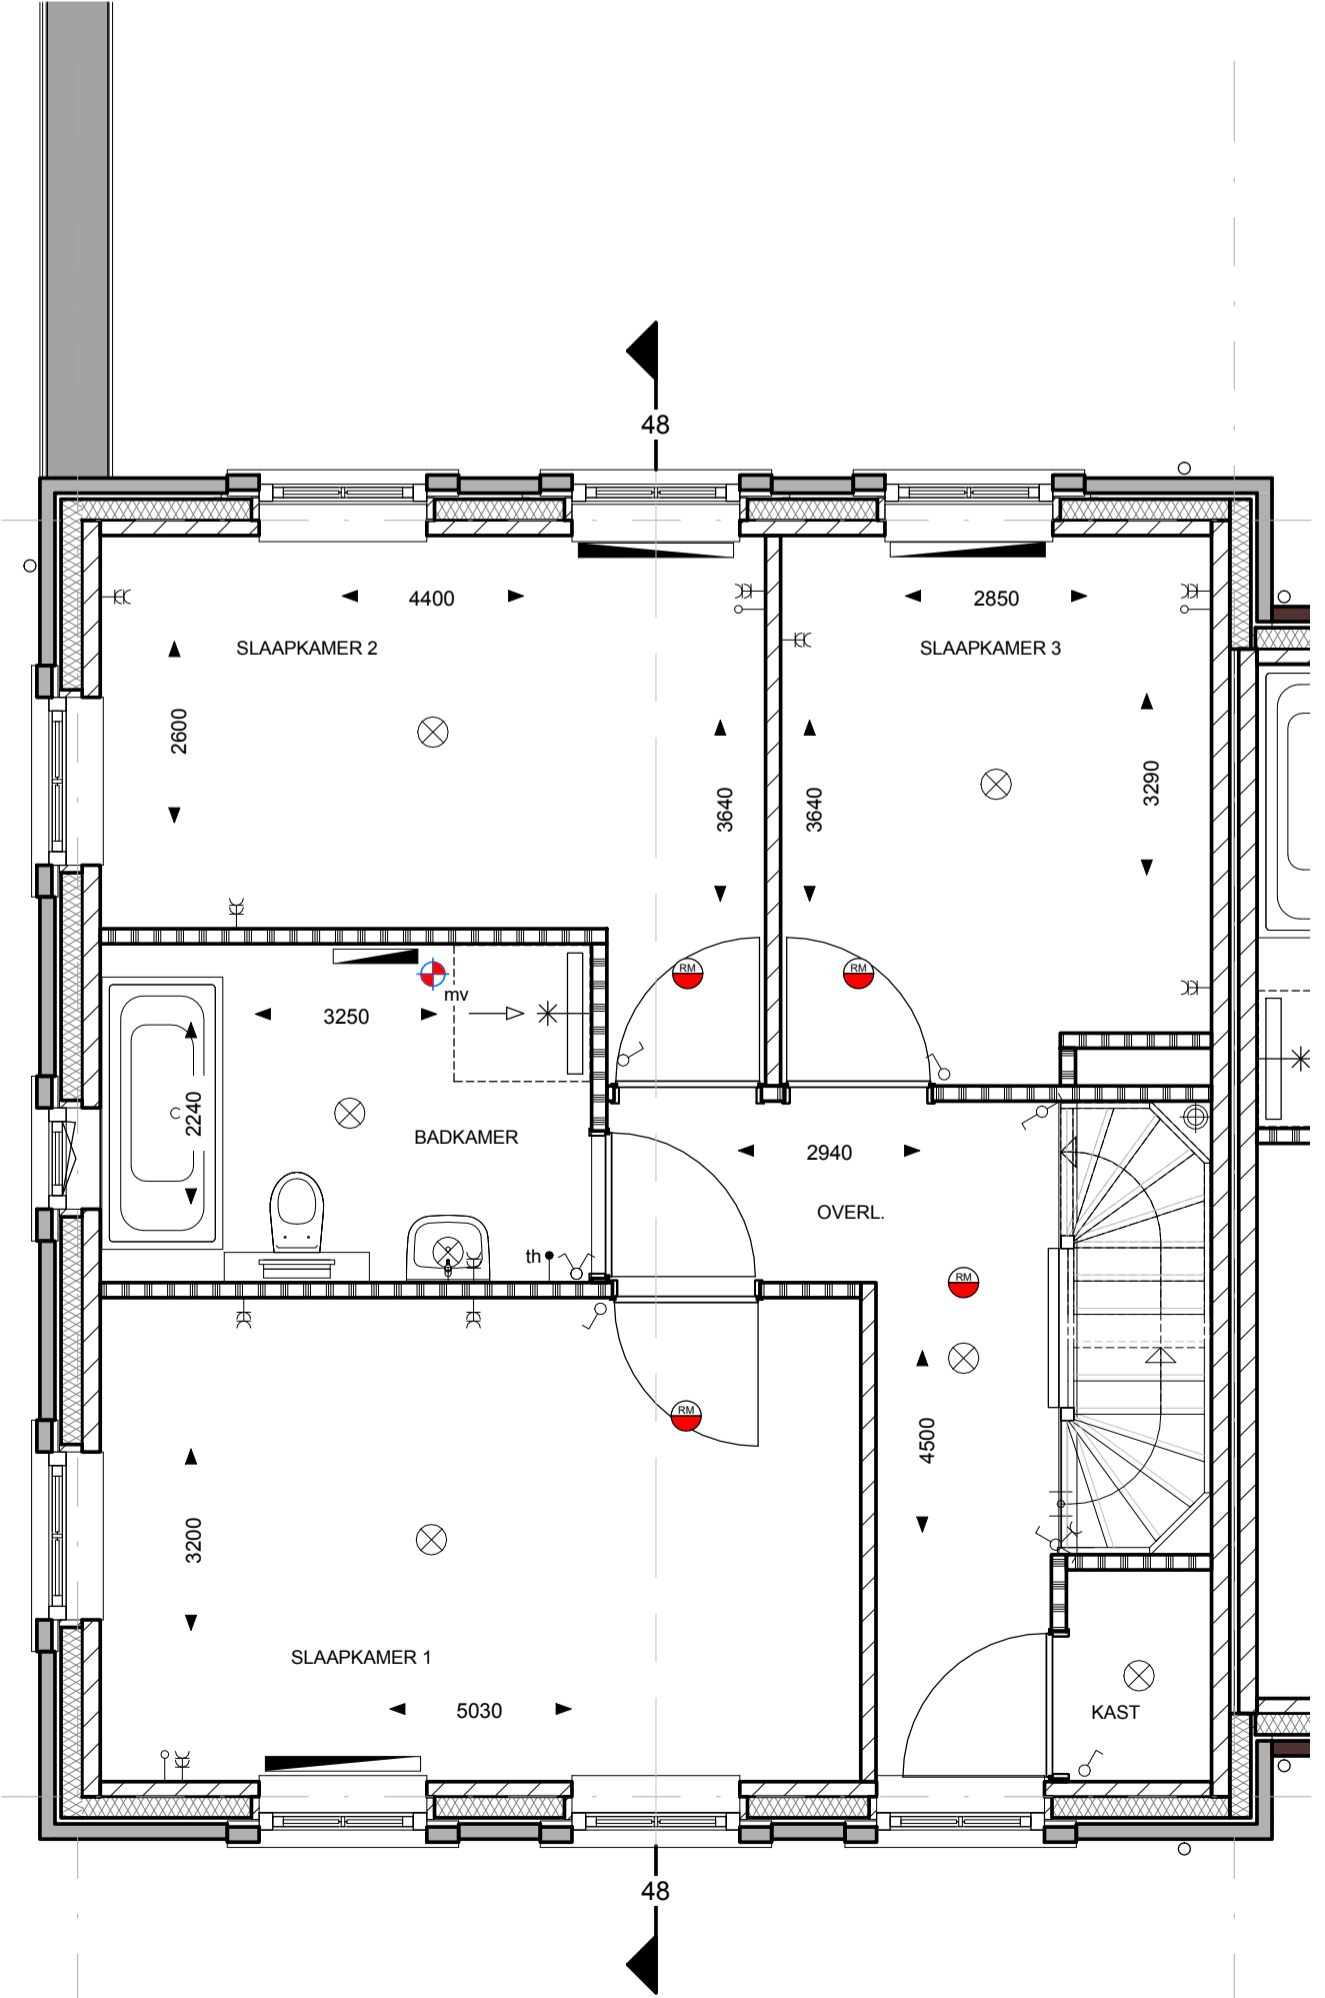 48
4400
2850
SLAAPKAMER 2
SLAAPKAMER 3
2600
3640
3640
3290
RM
RM
mv
3250
2240
BADKAMER
2940
OVERL.
th
RM
RM
4500
3200
SLAAPKAMER 1
5030
KAST
48